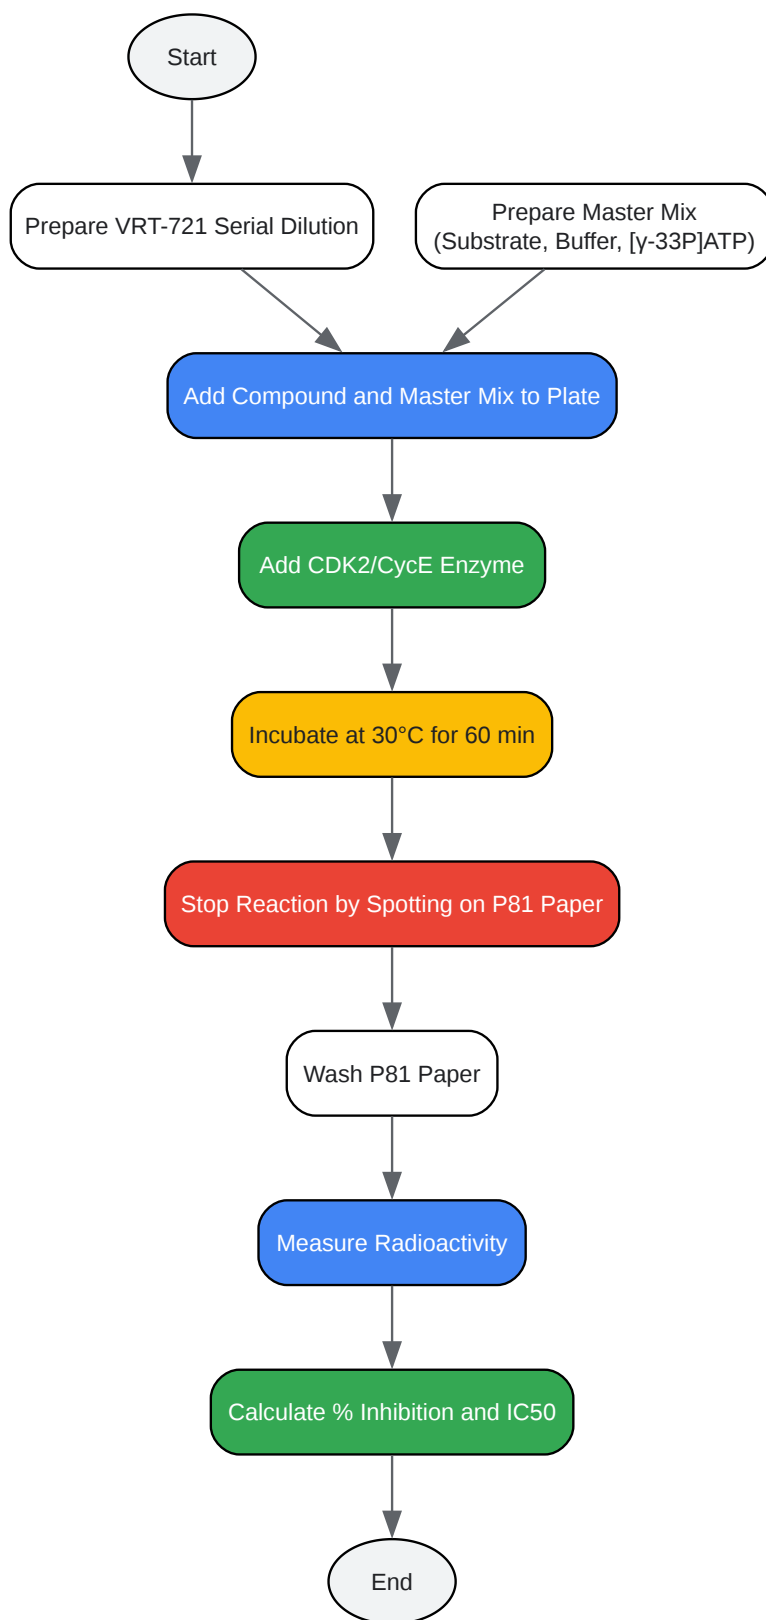 Start
Prepare VRT-721 Serial Dilution
Prepare Master Mix
(Substrate, Buffer, [γ-33P]ATP)
Add Compound and Master Mix to Plate
Add CDK2/CycE Enzyme
Incubate at 30°C for 60 min
Stop Reaction by Spotting on P81 Paper
Wash P81 Paper
Measure Radioactivity
Calculate % Inhibition and IC50
End